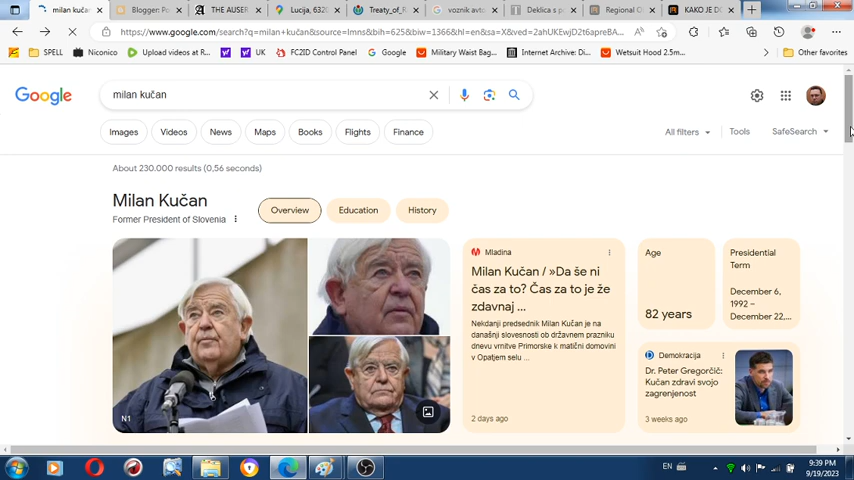 milan kučan
Blogger: Po
THE AUSER
Lucija, 6320
Treaty_of_R
voznik avto
Deklica s p
Regional O
KAKO JE DO
https://www.google.com/search?q=milan+kučan&source=lmns&bih=625&biw=1366&hl=en&sa=X&ved=2ahUKEwjD2t6apreBA...
SPELL
Niconico
Upload videos at R...
UK
FC2ID Control Panel
Google
Military Waist Bag...
Internet Archive: Di...
Wetsuit Hood 2.5m...
Other favorites
Google
milan kučan
Images
Videos
News
Maps
Books
Flights
Finance
All filters
Tools
SafeSearch
About 230.000 results (0,56 seconds)
Milan Kučan
Former President of Slovenia
Overview
Education
History
N1
Mladina
Milan Kučan / »Da še ni
čas za to? Čas za to je že
zdavnaj ...
Nekdanji predsednik Milan Kučan je na
današnji slovesnosti ob državnem prazniku
dnevu vrnitve Primorske k matični domovini
v Opatjem selu ...
2 days ago
Age
82 years
Presidential
Term
December 6,
1992 –
December 22,...
Demokracija
Dr. Peter Gregorčič:
Kučan zdravi svojo
zagrenjenost
3 weeks ago
EN
9:39 PM
9/19/2023